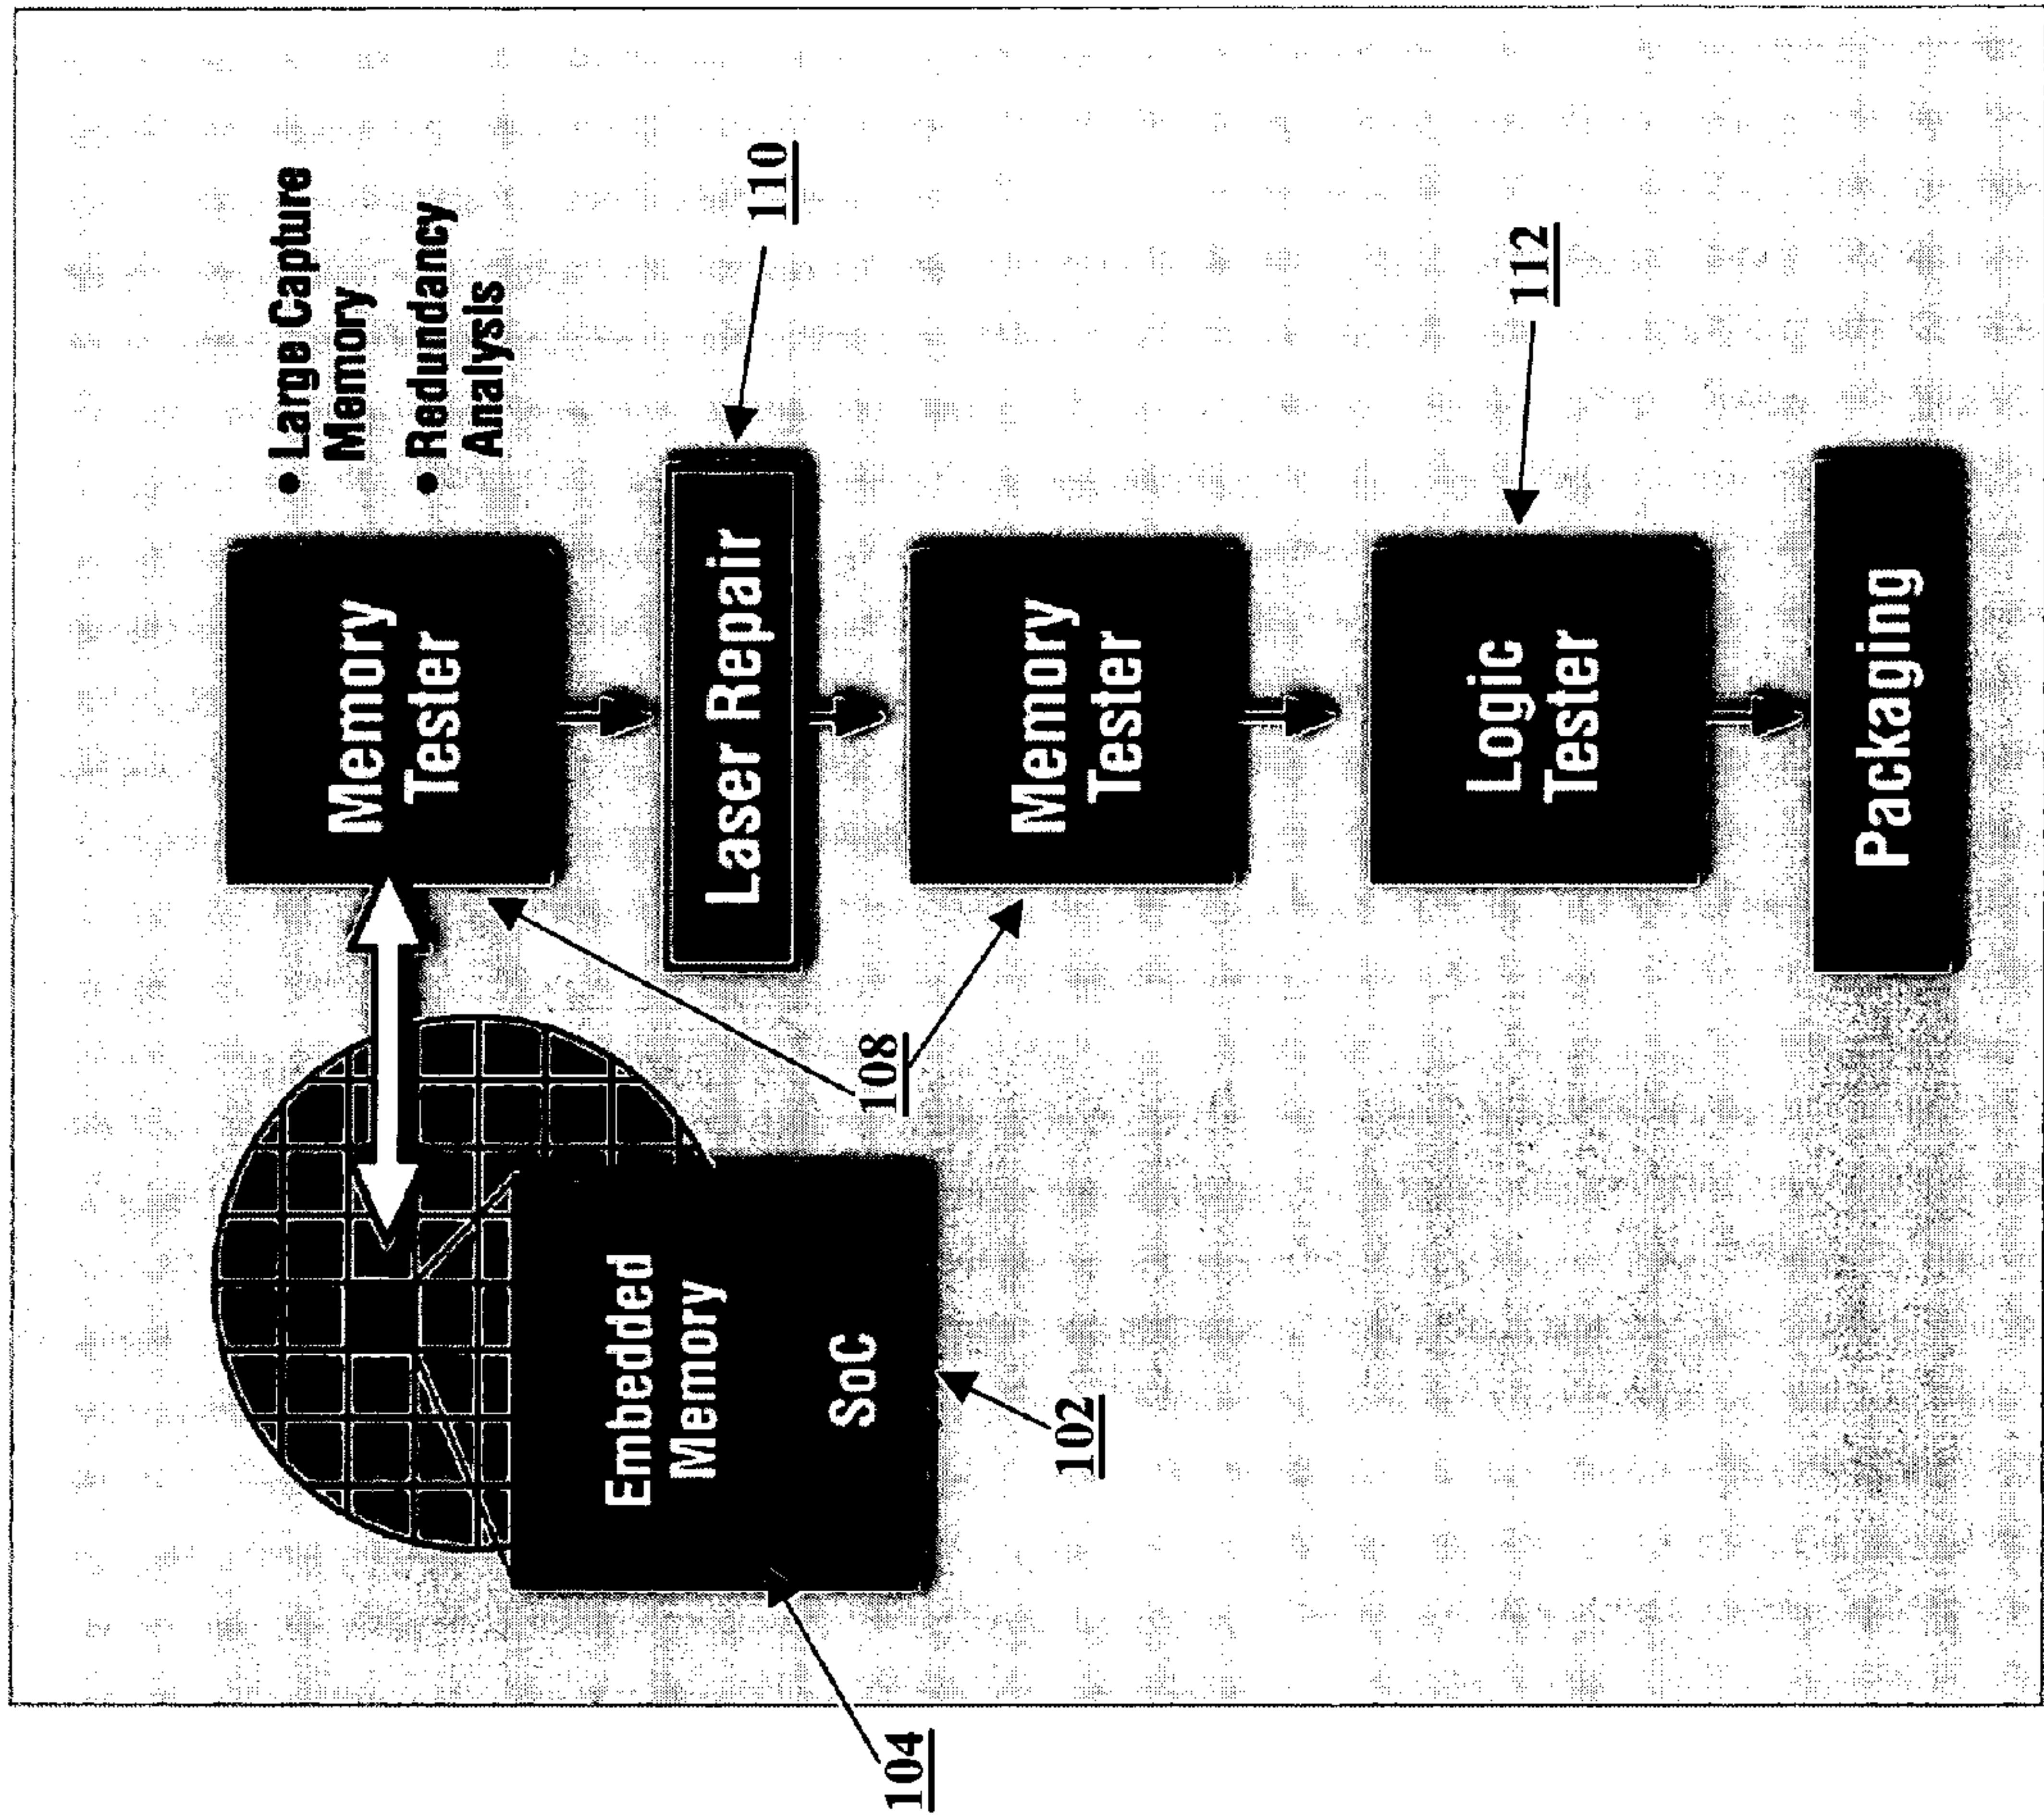 • Large Capture
Memory
• Redundancy
Analysis
Memory
Tester
Laser Repair
110
Embedded
Memory
SoC
108
Memory
Tester
102
104
Logic
Tester
112
Packaging